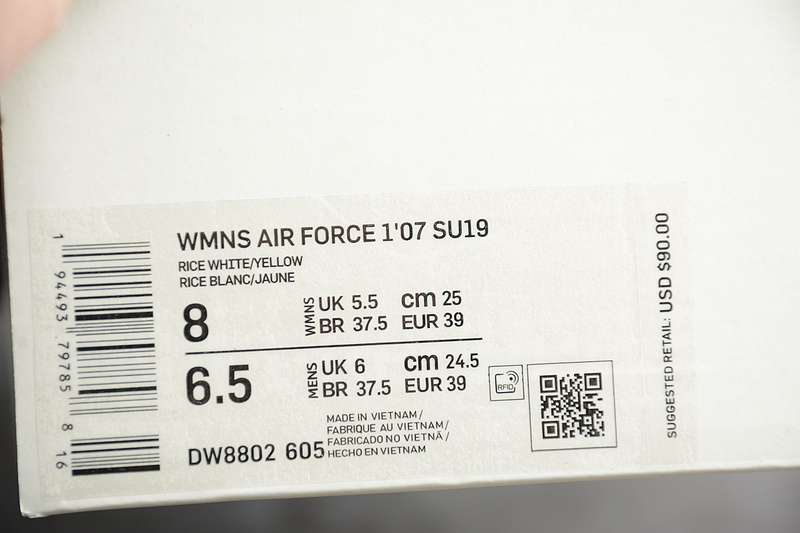 WMNS AIR FORCE 1'07 SU19
RICE WHITE/YELLOW
RICE BLANC/JAUNE
8 WMNS UK 5.5 cm 25
BR 37.5 EUR 39
6.5 MENS UK 6 cm 24.5
BR 37.5 EUR 39
RFID
MADE IN VIETNAM/
FABRIQUE AU VIETNAM/
FABRICADO NO VIETNÃ/
HECHO EN VIETNAM
DW8802 605
1 94493 79785 8 16
SUGGESTED RETAIL: USD $90.00